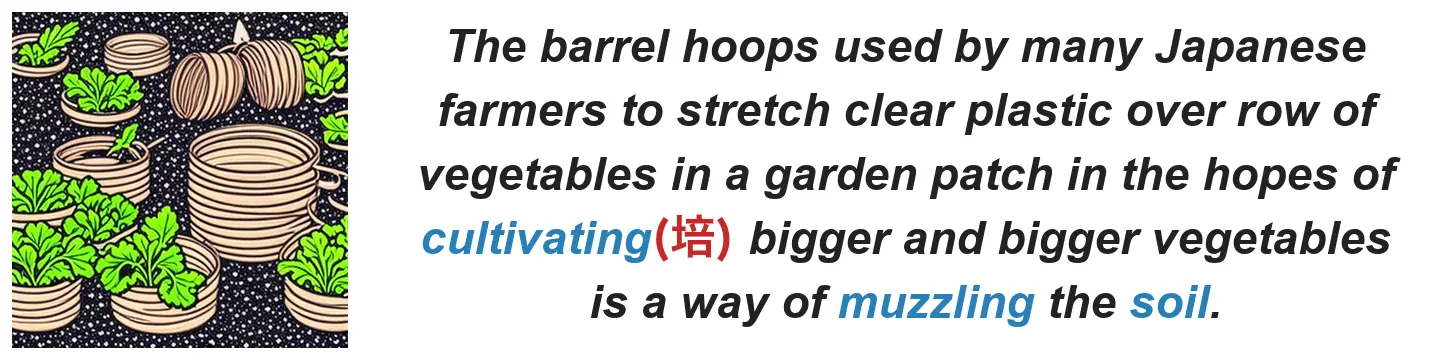 The barrel hoops used by many Japanese
farmers to stretch clear plastic over row of
vegetables in a garden patch in the hopes of
cultivating(培) bigger and bigger vegetables
is a way of muzzling the soil.